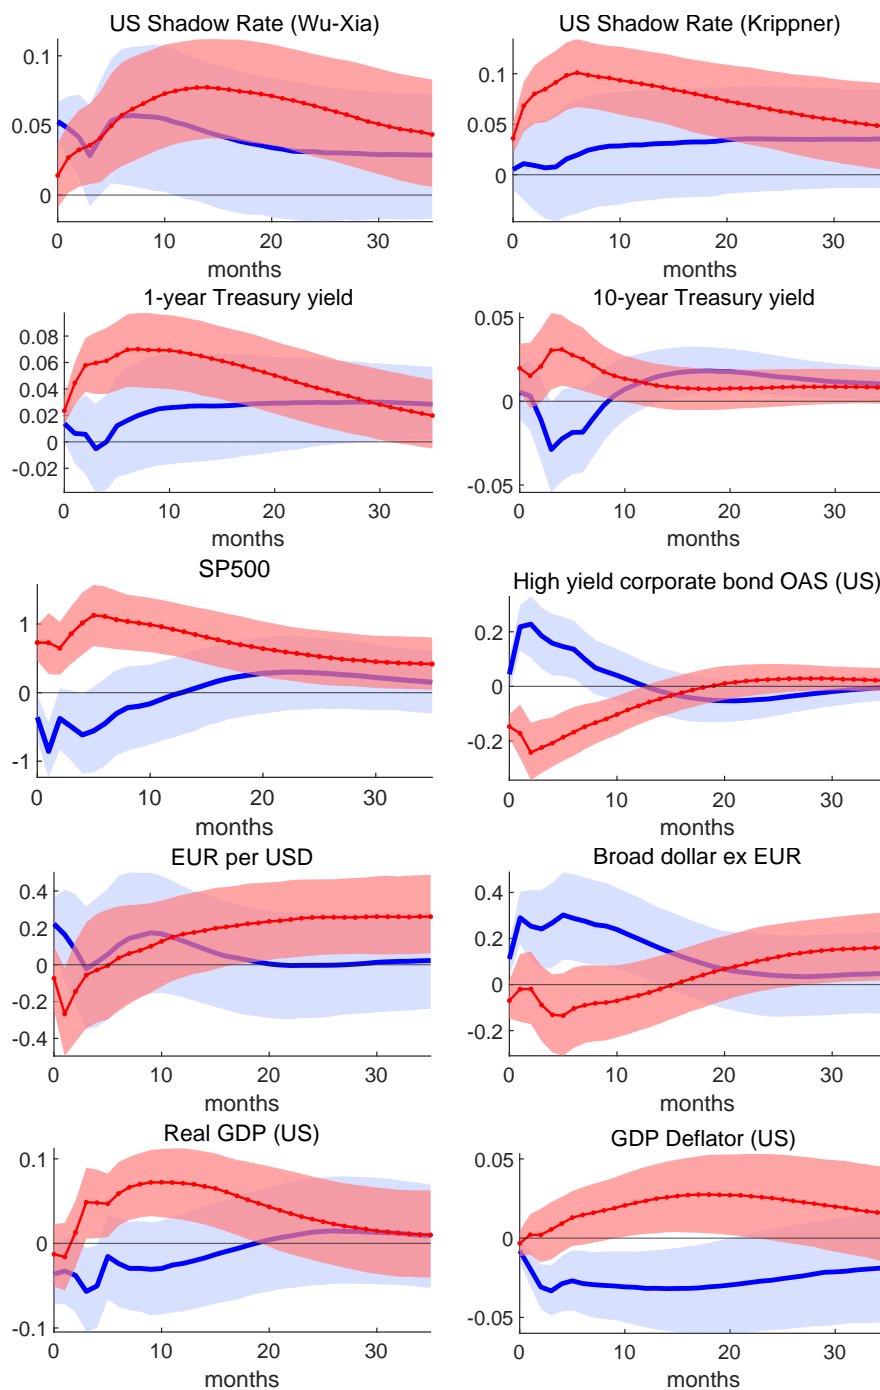 US Shadow Rate (Wu-Xia)
US Shadow Rate (Krippner)
0.1
0.05
0
0 10 20 30
months
0.1
0.05
0
0 10 20 30
months
1-year Treasury yield
10-year Treasury yield
0.08
0.06
0.04
0.02
0
-0.02
0 10 20 30
months
0.05
0
-0.05
0 10 20 30
months
SP500
High yield corporate bond OAS (US)
1
0
-1
0 10 20 30
months
0.2
0
-0.2
0 10 20 30
months
EUR per USD
Broad dollar ex EUR
0.4
0.2
0
-0.2
-0.4
0 10 20 30
months
0.4
0.2
0
-0.2
0 10 20 30
months
Real GDP (US)
GDP Deflator (US)
0.1
0
-0.1
0 10 20 30
months
0.05
0
-0.05
0 10 20 30
months